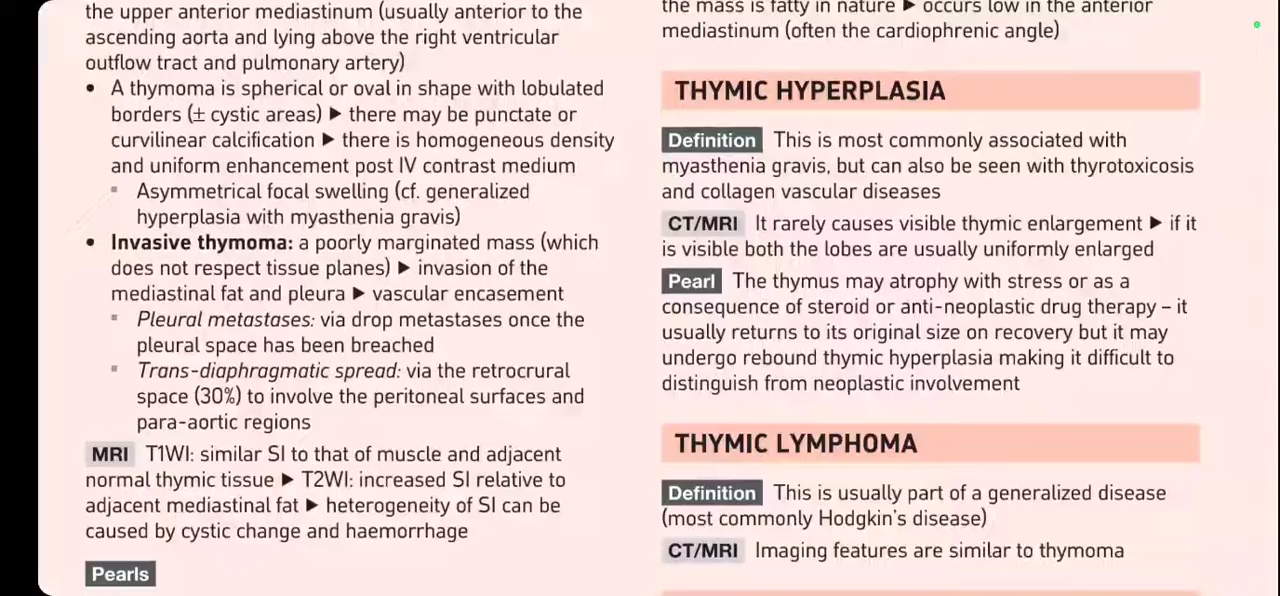 the upper anterior mediastinum (usually anterior to the
ascending aorta and lying above the right ventricular
outflow tract and pulmonary artery)
• A thymoma is spherical or oval in shape with lobulated
borders (± cystic areas) ▶ there may be punctate or
curvilinear calcification ▶ there is homogeneous density
and uniform enhancement post IV contrast medium
▪ Asymmetrical focal swelling (cf. generalized
hyperplasia with myasthenia gravis)
• Invasive thymoma: a poorly marginated mass (which
does not respect tissue planes) ▶ invasion of the
mediastinal fat and pleura ▶ vascular encasement
▪ Pleural metastases: via drop metastases once the
pleural space has been breached
▪ Trans-diaphragmatic spread: via the retrocrural
space (30%) to involve the peritoneal surfaces and
para-aortic regions
MRI T1WI: similar SI to that of muscle and adjacent
normal thymic tissue ▶ T2WI: increased SI relative to
adjacent mediastinal fat ▶ heterogeneity of SI can be
caused by cystic change and haemorrhage
Pearls
the mass is fatty in nature ▶ occurs low in the anterior
mediastinum (often the cardiophrenic angle)
THYMIC HYPERPLASIA
Definition This is most commonly associated with
myasthenia gravis, but can also be seen with thyrotoxicosis
and collagen vascular diseases
CT/MRI It rarely causes visible thymic enlargement ▶ if it
is visible both the lobes are usually uniformly enlarged
Pearl The thymus may atrophy with stress or as a
consequence of steroid or anti-neoplastic drug therapy – it
usually returns to its original size on recovery but it may
undergo rebound thymic hyperplasia making it difficult to
distinguish from neoplastic involvement
THYMIC LYMPHOMA
Definition This is usually part of a generalized disease
(most commonly Hodgkin's disease)
CT/MRI Imaging features are similar to thymoma